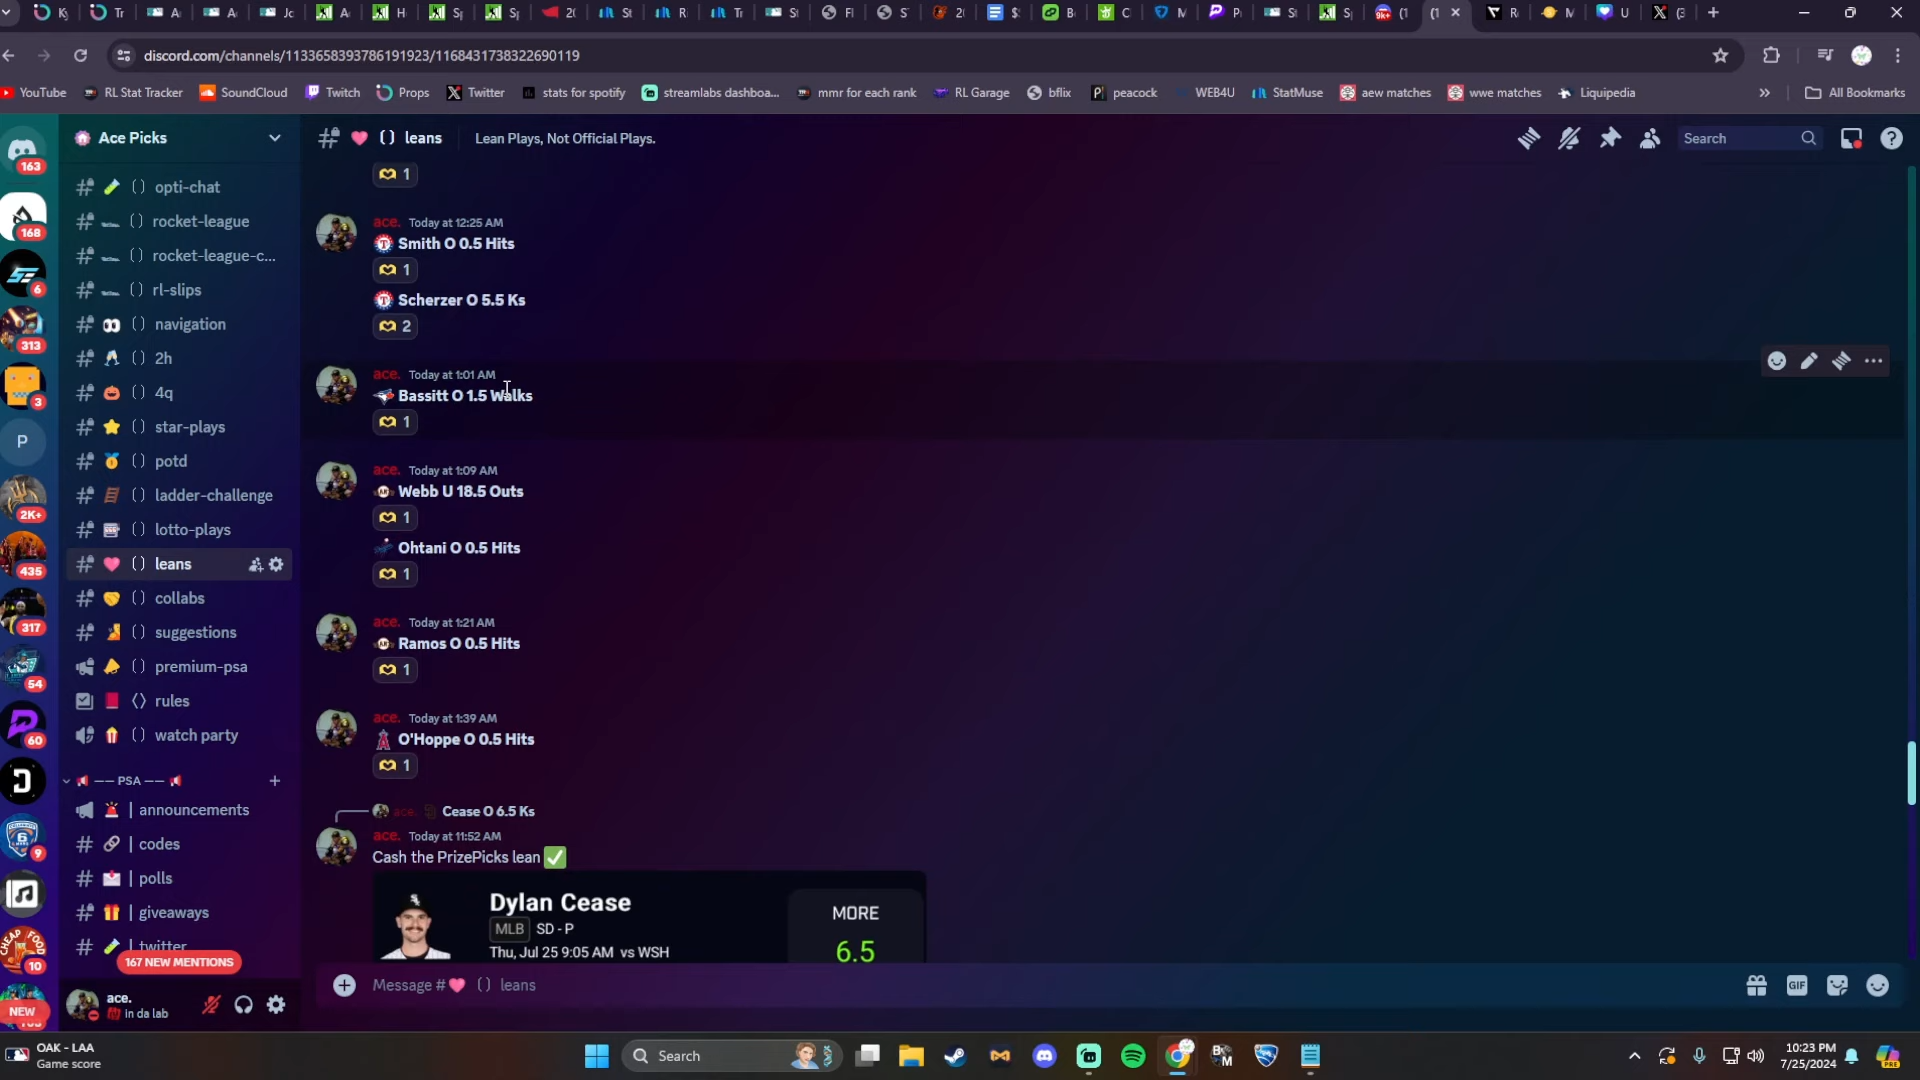 discord.com/channels/1133658393786191923/1168431738322690119
YouTube RL Stat Tracker SoundCloud Twitch Props Twitter stats for spotify streamlabs dashboa... mmr for each rank RL Garage bflix peacock WEB4U StatMuse aew matches wwe matches Liquipedia » All Bookmarks
Ace Picks
leans
Lean Plays, Not Official Plays.
Search
opti-chat
rocket-league
rocket-league-c...
rl-slips
navigation
2h
4q
star-plays
potd
ladder-challenge
lotto-plays
leans
collabs
suggestions
premium-psa
rules
watch party
—— PSA ——
announcements
codes
polls
giveaways
twitter
167 NEW MENTIONS
ace.
in da lab
163
168
6
313
3
P
2K+
435
317
54
60
9
CHEAP FOOD
10
NEW
1
ace. Today at 12:25 AM
Smith O 0.5 Hits
1
Scherzer O 5.5 Ks
2
ace. Today at 1:01 AM
Bassitt O 1.5 Walks
1
ace. Today at 1:09 AM
Webb U 18.5 Outs
1
Ohtani O 0.5 Hits
1
ace. Today at 1:21 AM
Ramos O 0.5 Hits
1
ace. Today at 1:39 AM
O'Hoppe O 0.5 Hits
1
ace. Cease O 6.5 Ks
ace. Today at 11:52 AM
Cash the PrizePicks lean
Dylan Cease
MLB SD - P
Thu, Jul 25 9:05 AM vs WSH
MORE
6.5
Message # leans
GIF
OAK - LAA
Game score
Search
10:23 PM
7/25/2024